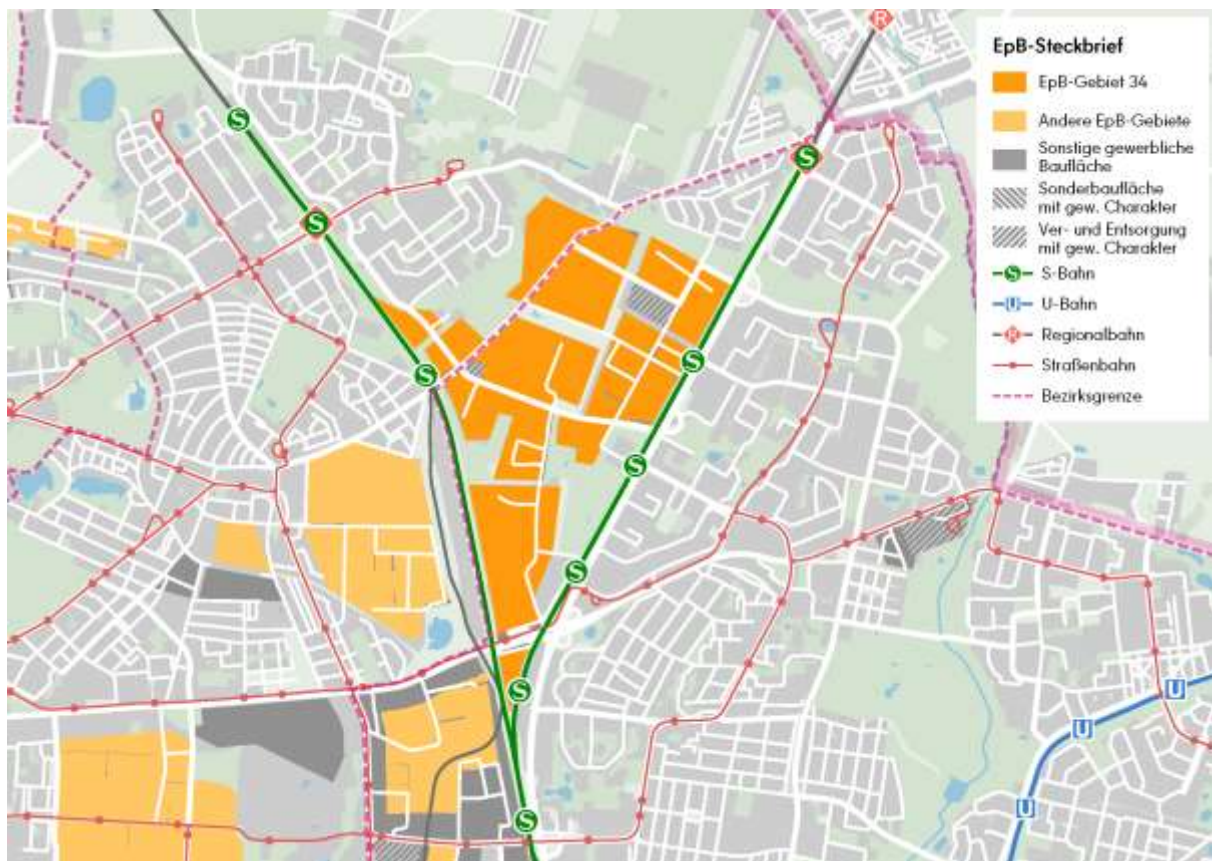 R
EpB-Steckbrief
EpB-Gebiet 34
Andere EpB-Gebiete
Sonstige gewerbliche
Baufläche
Sonderbaufläche
mit gew. Charakter
Ver- und Entsorgung
mit gew. Charakter
S S-Bahn
U U-Bahn
R Regionalbahn
Straßenbahn
Bezirksgrenze
S
S
S
S
S
S
S
S
U
U
U
S